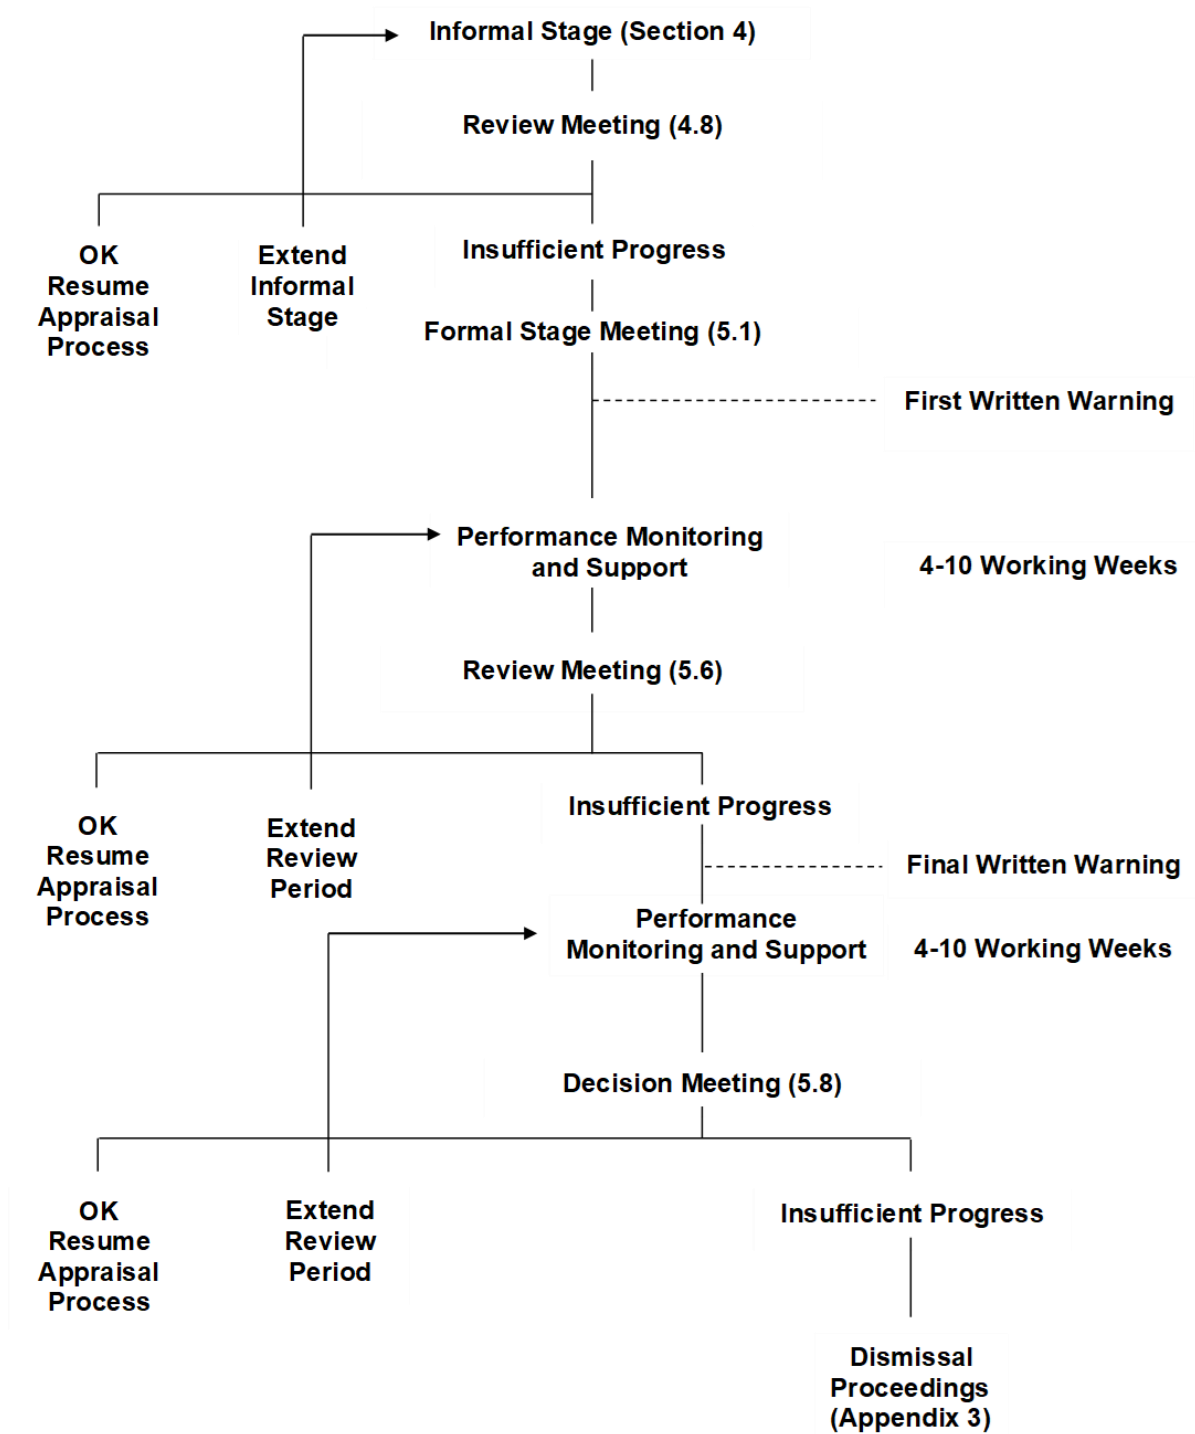 Informal Stage (Section 4)
Review Meeting (4.8)
OK
Resume
Appraisal
Process
Extend
Informal
Stage
Insufficient Progress
Formal Stage Meeting (5.1)
First Written Warning
Performance Monitoring
and Support
4-10 Working Weeks
Review Meeting (5.6)
OK
Resume
Appraisal
Process
Extend
Review
Period
Insufficient Progress
Final Written Warning
Performance
Monitoring and Support
4-10 Working Weeks
Decision Meeting (5.8)
OK
Resume
Appraisal
Process
Extend
Review
Period
Insufficient Progress
Dismissal
Proceedings
(Appendix 3)